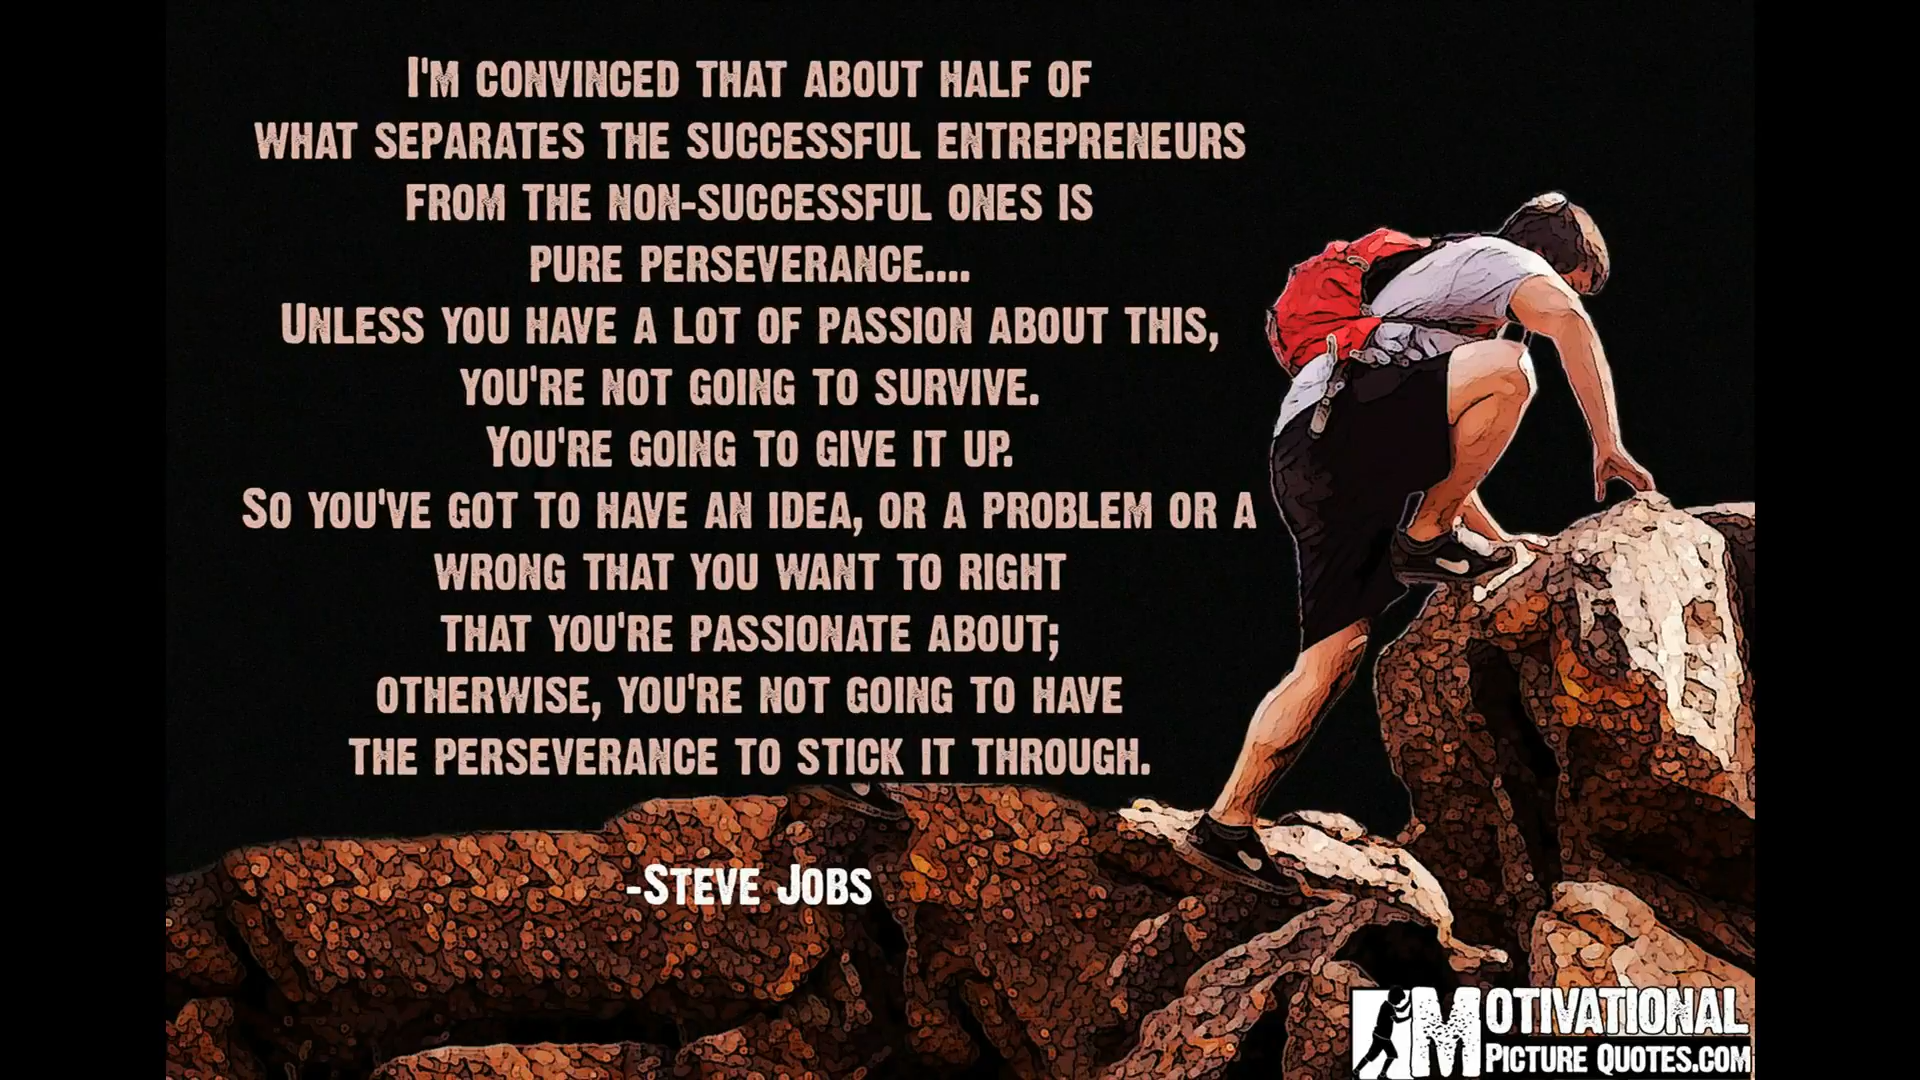 I'm convinced that about half of
what separates the successful entrepreneurs
from the non-successful ones is
pure perseverance....
Unless you have a lot of passion about this,
you're not going to survive.
You're going to give it up.
So you've got to have an idea, or a problem or a
wrong that you want to right
that you're passionate about;
otherwise, you're not going to have
the perseverance to stick it through.
-Steve Jobs
Motivational
Picture Quotes.com